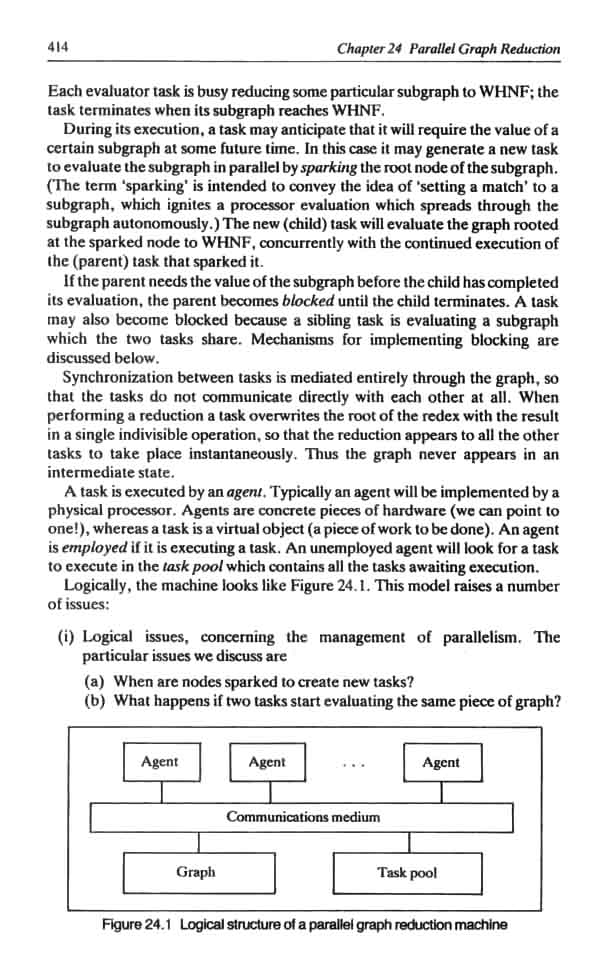 414
Chapter 24 Parallel Graph Reduction
Each evaluator task is busy reducing some particular subgraph to WHNF; the
task terminates when its subgraph reaches WHNF.
During its execution, a task may anticipate that it will require the value of a
certain subgraph at some future time. In this case it may generate a new task
to evaluate the subgraph in parallel by sparking the root node of the subgraph.
(The term 'sparking' is intended to convey the idea of 'setting a match' to a
subgraph, which ignites a processor evaluation which spreads through the
subgraph autonomously.) The new (child) task will evaluate the graph rooted
at the sparked node to WHNF, concurrently with the continued execution of
the (parent) task that sparked it.
If the parent needs the value of the subgraph before the child has completed
its evaluation, the parent becomes blocked until the child terminates. A task
may also become blocked because a sibling task is evaluating a subgraph
which the two tasks share. Mechanisms for implementing blocking are
discussed below.
Synchronization between tasks is mediated entirely through the graph, so
that the tasks do not communicate directly with each other at all. When
performing a reduction a task overwrites the root of the redex with the result
in a single indivisible operation, so that the reduction appears to all the other
tasks to take place instantaneously. Thus the graph never appears in an
intermediate state.
A task is executed by an agent. Typically an agent will be implemented by a
physical processor. Agents are concrete pieces of hardware (we can point to
one!), whereas a task is a virtual object (a piece of work to be done). An agent
is employed if it is executing a task. An unemployed agent will look for a task
to execute in the task pool which contains all the tasks awaiting execution.
Logically, the machine looks like Figure 24.1. This model raises a number
of issues:
(i) Logical issues, concerning the management of parallelism. The
particular issues we discuss are
(a) When are nodes sparked to create new tasks?
(b) What happens if two tasks start evaluating the same piece of graph?
Agent Agent ... Agent
Communications medium
Graph Task pool
Figure 24.1 Logical structure of a parallel graph reduction machine